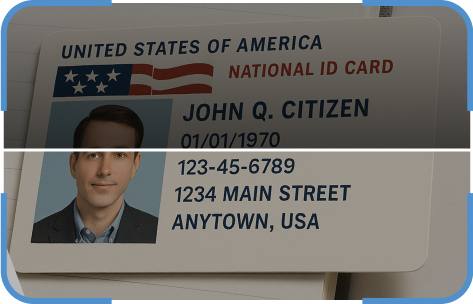 UNITED STATES OF AMERICA
NATIONAL ID CARD
JOHN Q. CITIZEN
01/01/1970
123-45-6789
1234 MAIN STREET
ANYTOWN, USA